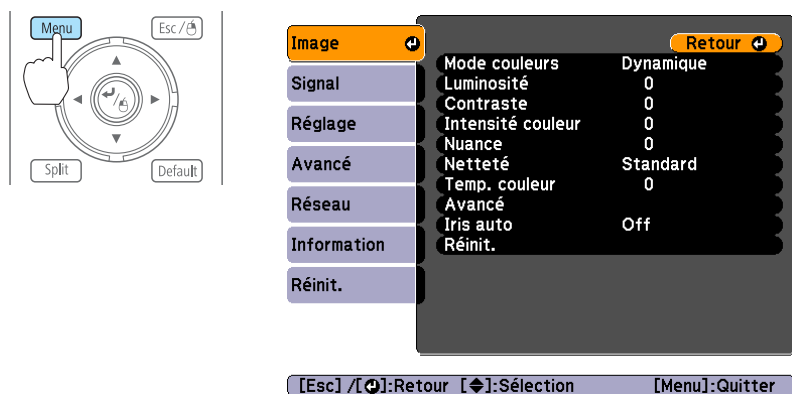 Menu
Esc /
Split
Default
Image
Signal
Réglage
Avancé
Réseau
Information
Réinit.
Retour
Mode couleurs Dynamique
Luminosité 0
Contraste 0
Intensité couleur 0
Nuance 0
Netteté Standard
Temp. couleur 0
Avancé
Iris auto Off
Réinit.
[Esc] /[ ]:Retour [ ]:Sélection [Menu]:Quitter